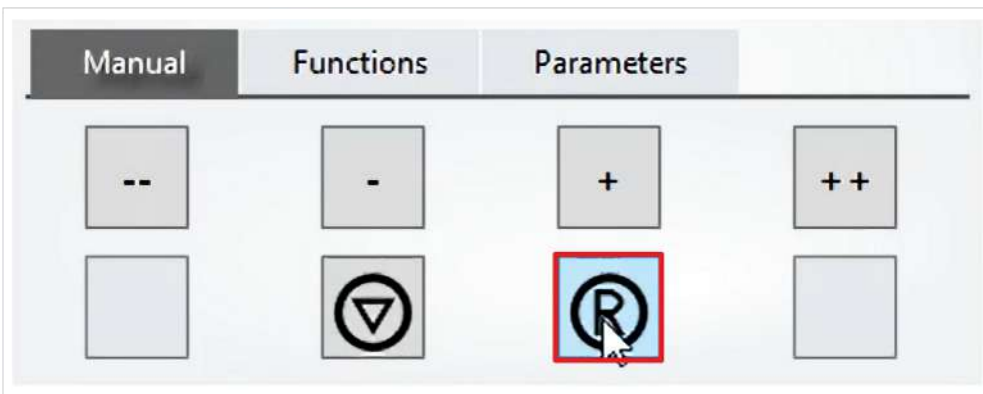 Manual Functions Parameters
-- - + ++
R